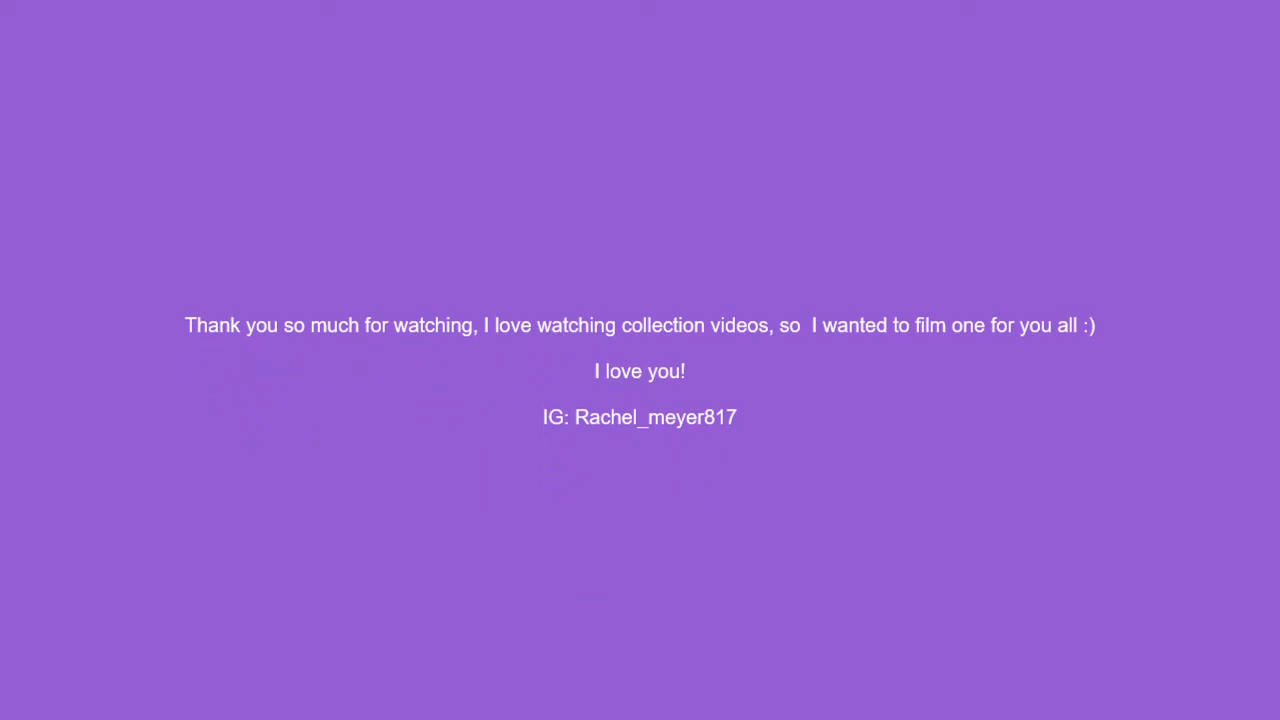 Thank you so much for watching, I love watching collection videos, so  I wanted to film one for you all :)
I love you!
IG: Rachel_meyer817